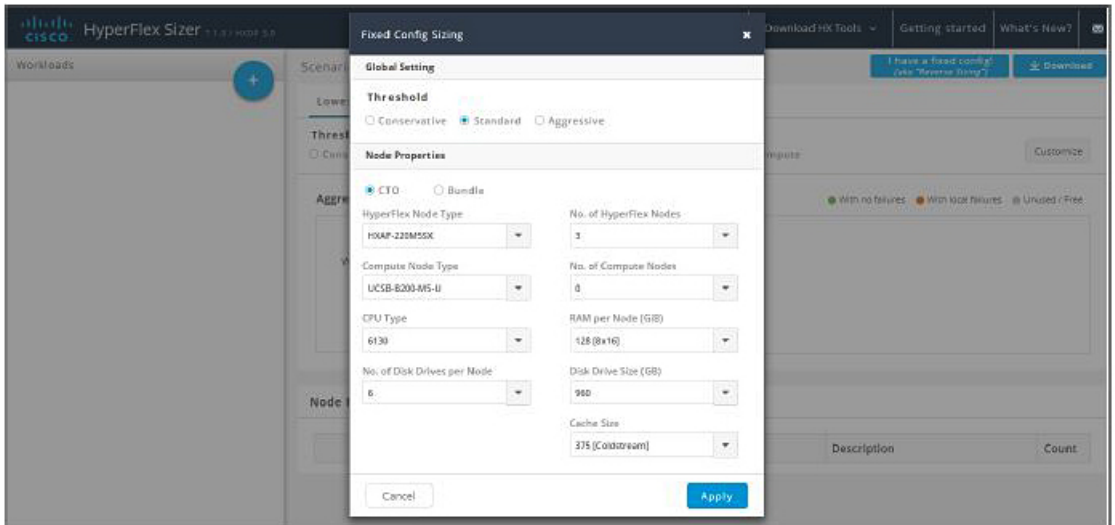 CISCO HyperFlex Sizer
Download HX Tools
Getting started
What's New?
Workloads
+
Scenari
I have a fixed config!
(aka "Reverse Sizing")
Download
Lowe
Thresh
Customize
Aggre
With no failures
With local failures
Unused / Free
Node
Description
Count
Fixed Config Sizing
x
Global Setting
Threshold
Conservative
Standard
Aggressive
Node Properties
CTO
Bundle
HyperFlex Node Type
No. of HyperFlex Nodes
HXAF-220M5SX
3
Compute Node Type
No. of Compute Nodes
UCSB-B200-M5-U
0
CPU Type
RAM per Node (GiB)
6130
128 [8x16]
No. of Disk Drives per Node
Disk Drive Size (GB)
6
960
Cache Size
375 [Coldstream]
Cancel
Apply